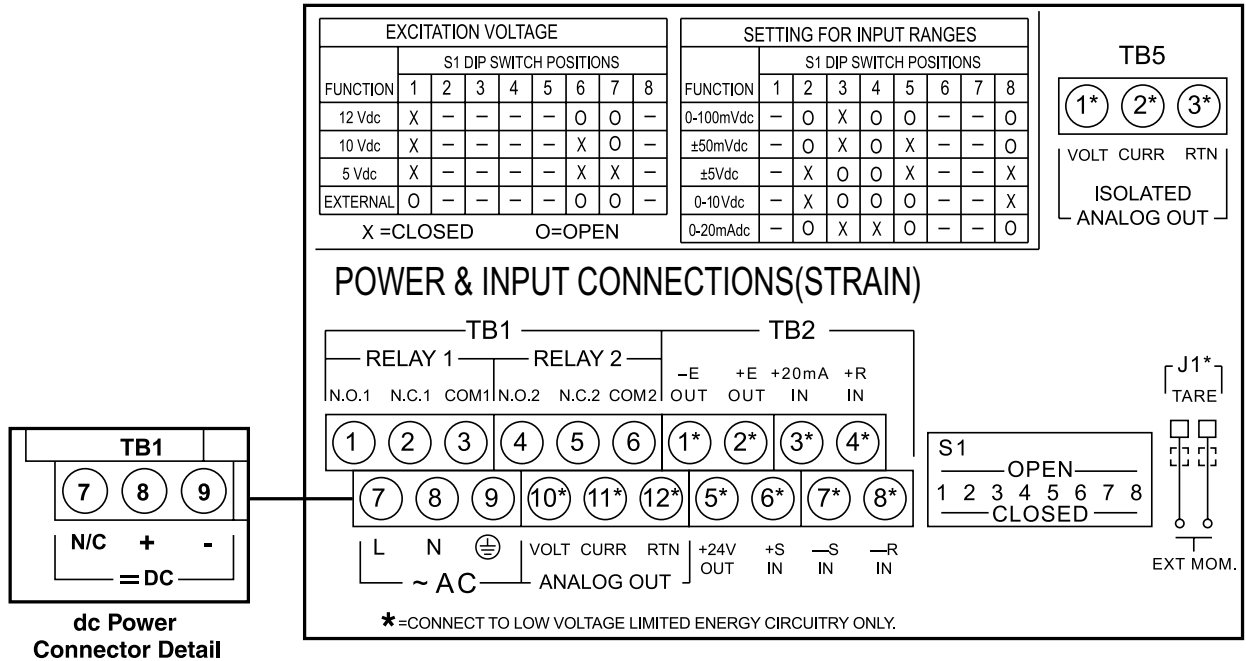 EXCITATION VOLTAGE
S1 DIP SWITCH POSITIONS
FUNCTION 1 2 3 4 5 6 7 8
12 Vdc X – – – – O O –
10 Vdc X – – – – X O –
5 Vdc X – – – – X X –
EXTERNAL O – – – – O O –
X =CLOSED O=OPEN
SETTING FOR INPUT RANGES
S1 DIP SWITCH POSITIONS
FUNCTION 1 2 3 4 5 6 7 8
0-100mVdc – O X O O – – O
±50mVdc – O X O X – – O
±5Vdc – X O O X – – X
0-10Vdc – X O O O – – X
0-20mAdc – O X X O – – O
TB5
1* 2* 3*
VOLT CURR RTN
ISOLATED
ANALOG OUT
POWER & INPUT CONNECTIONS(STRAIN)
TB1 TB2
RELAY 1 RELAY 2
–E +E +20mA +R
N.O.1 N.C.1 COM1 N.O.2 N.C.2 COM2 OUT OUT IN IN
1 2 3 4 5 6 1* 2* 3* 4*
7 8 9 10* 11* 12* 5* 6* 7* 8*
L N VOLT CURR RTN +24V +S —S —R
OUT IN IN IN
~ AC ANALOG OUT
*=CONNECT TO LOW VOLTAGE LIMITED ENERGY CIRCUITRY ONLY.
S1
OPEN
1 2 3 4 5 6 7 8
CLOSED
J1*
TARE
EXT MOM.
TB1
7 8 9
N/C + -
=DC
dc Power
Connector Detail